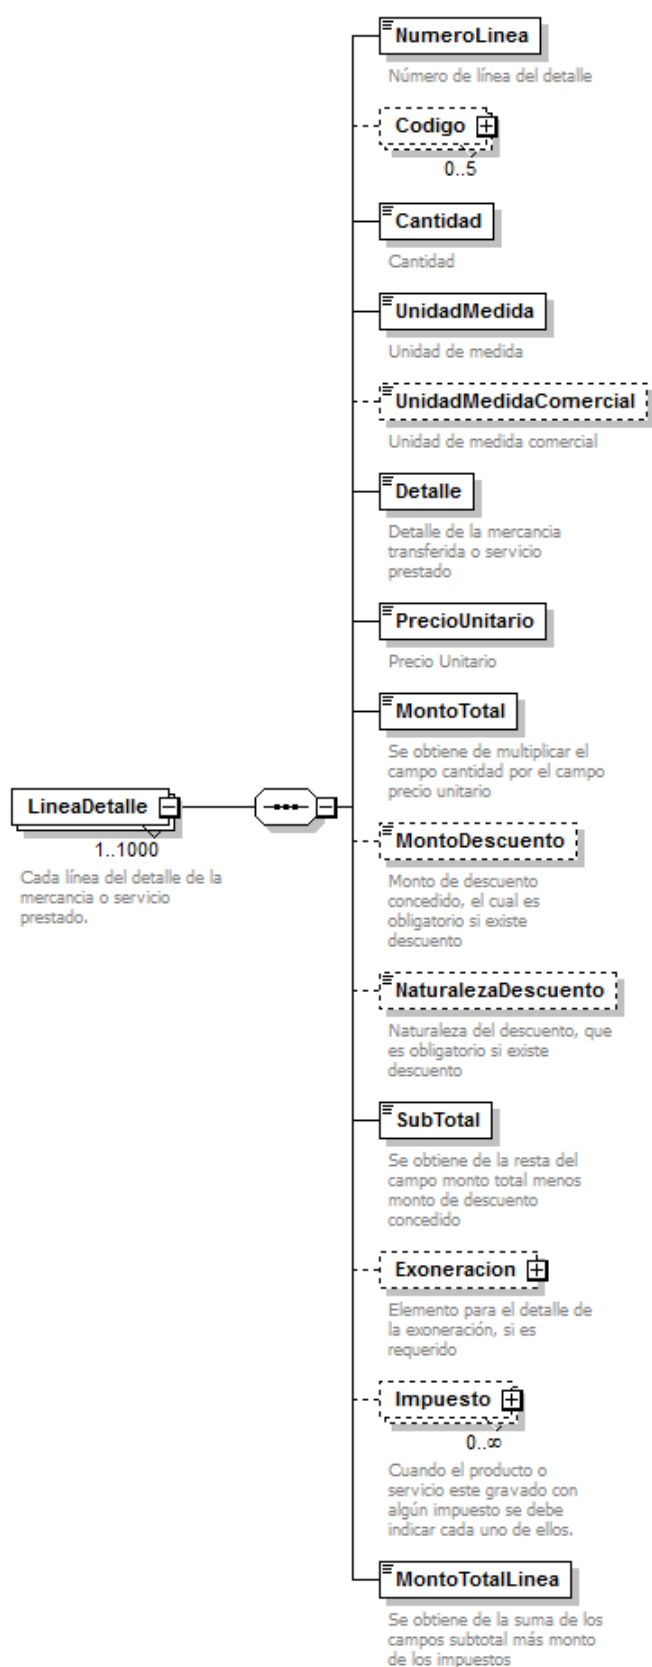 NumeroLinea
Número de línea del detalle
Codigo
0..5
Cantidad
Cantidad
UnidadMedida
Unidad de medida
UnidadMedidaComercial
Unidad de medida comercial
Detalle
Detalle de la mercancia
transferida o servicio
prestado
PrecioUnitario
Precio Unitario
MontoTotal
Se obtiene de multiplicar el
campo cantidad por el campo
precio unitario
LineaDetalle
1..1000
Cada línea del detalle de la
mercancia o servicio
prestado.
MontoDescuento
Monto de descuento
concedido, el cual es
obligatorio si existe
descuento
NaturalezaDescuento
Naturaleza del descuento, que
es obligatorio si existe
descuento
SubTotal
Se obtiene de la resta del
campo monto total menos
monto de descuento
concedido
Exoneracion
Elemento para el detalle de
la exoneración, si es
requerido
Impuesto
0..∞
Cuando el producto o
servicio este gravado con
algún impuesto se debe
indicar cada uno de ellos.
MontoTotalLinea
Se obtiene de la suma de los
campos subtotal más monto
de los impuestos